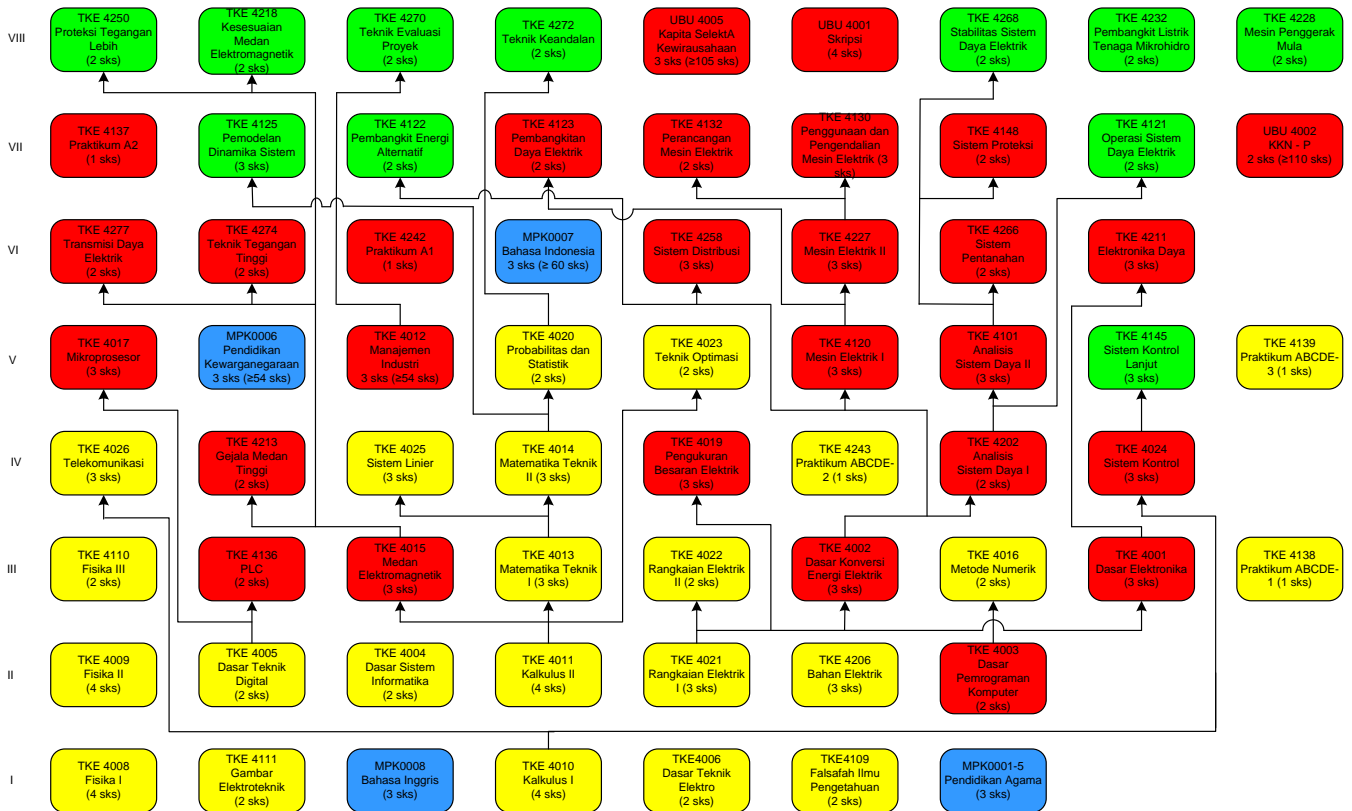 VIII
TKE 4250
Proteksi Tegangan
Lebih
(2 sks)
TKE 4218
Kesesuaian
Medan
Elektromagnetik
(2 sks)
TKE 4270
Teknik Evaluasi
Proyek
(2 sks)
TKE 4272
Teknik Keandalan
(2 sks)
UBU 4005
Kapita SelektA
Kewirausahaan
3 sks (≥105 sks)
UBU 4001
Skripsi
(4 sks)
TKE 4268
Stabilitas Sistem
Daya Elektrik
(2 sks)
TKE 4232
Pembangkit Listrik
Tenaga Mikrohidro
(2 sks)
TKE 4228
Mesin Penggerak
Mula
(2 sks)
VII
TKE 4137
Praktikum A2
(1 sks)
TKE 4125
Pemodelan
Dinamika Sistem
(3 sks)
TKE 4122
Pembangkit Energi
Alternatif
(2 sks)
TKE 4123
Pembangkitan
Daya Elektrik
(2 sks)
TKE 4132
Perancangan
Mesin Elektrik
(2 sks)
TKE 4130
Penggunaan dan
Pengendalian
Mesin Elektrik (3
sks)
TKE 4148
Sistem Proteksi
(2 sks)
TKE 4121
Operasi Sistem
Daya Elektrik
(2 sks)
UBU 4002
KKN - P
2 sks (≥110 sks)
VI
TKE 4277
Transmisi Daya
Elektrik
(2 sks)
TKE 4274
Teknik Tegangan
Tinggi
(2 sks)
TKE 4242
Praktikum A1
(1 sks)
MPK0007
Bahasa Indonesia
3 sks (≥ 60 sks)
TKE 4258
Sistem Distribusi
(3 sks)
TKE 4227
Mesin Elektrik II
(3 sks)
TKE 4266
Sistem
Pentanahan
(2 sks)
TKE 4211
Elektronika Daya
(3 sks)
V
TKE 4017
Mikroprosesor
(3 sks)
MPK0006
Pendidikan
Kewarganegaraan
3 sks (≥54 sks)
TKE 4012
Manajemen
Industri
3 sks (≥54 sks)
TKE 4020
Probabilitas dan
Statistik
(2 sks)
TKE 4023
Teknik Optimasi
(2 sks)
TKE 4120
Mesin Elektrik I
(3 sks)
TKE 4101
Analisis
Sistem Daya II
(3 sks)
TKE 4145
Sistem Kontrol
Lanjut
(3 sks)
TKE 4139
Praktikum ABCDE-
3 (1 sks)
IV
TKE 4026
Telekomunikasi
(3 sks)
TKE 4213
Gejala Medan
Tinggi
(2 sks)
TKE 4025
Sistem Linier
(3 sks)
TKE 4014
Matematika Teknik
II (3 sks)
TKE 4019
Pengukuran
Besaran Elektrik
(3 sks)
TKE 4243
Praktikum ABCDE-
2 (1 sks)
TKE 4202
Analisis
Sistem Daya I
(2 sks)
TKE 4024
Sistem Kontrol
(3 sks)
III
TKE 4110
Fisika III
(2 sks)
TKE 4136
PLC
(2 sks)
TKE 4015
Medan
Elektromagnetik
(3 sks)
TKE 4013
Matematika Teknik
I (3 sks)
TKE 4022
Rangkaian Elektrik
II (2 sks)
TKE 4002
Dasar Konversi
Energi Elektrik
(3 sks)
TKE 4016
Metode Numerik
(2 sks)
TKE 4001
Dasar Elektronika
(3 sks)
TKE 4138
Praktikum ABCDE-
1 (1 sks)
II
TKE 4009
Fisika II
(4 sks)
TKE 4005
Dasar Teknik
Digital
(2 sks)
TKE 4004
Dasar Sistem
Informatika
(2 sks)
TKE 4011
Kalkulus II
(4 sks)
TKE 4021
Rangkaian Elektrik
I (3 sks)
TKE 4206
Bahan Elektrik
(3 sks)
TKE 4003
Dasar
Pemrograman
Komputer
(2 sks)
I
TKE 4008
Fisika I
(4 sks)
TKE 4111
Gambar
Elektroteknik
(2 sks)
MPK0008
Bahasa Inggris
(3 sks)
TKE 4010
Kalkulus I
(4 sks)
TKE4006
Dasar Teknik
Elektro
(2 sks)
TKE4109
Falsafah Ilmu
Pengetahuan
(2 sks)
MPK0001-5
Pendidikan Agama
(3 sks)